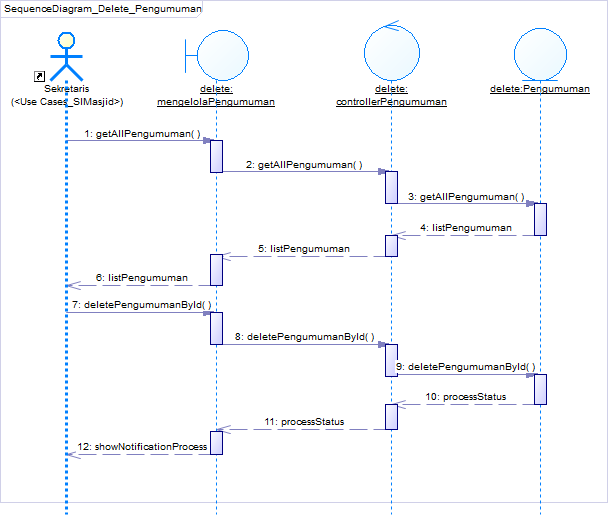 SequenceDiagram_Delete_Pengumuman
Sekretaris
(<Use Cases_SIMasjid>)
delete:
mengelolaPengumuman
delete:
controllerPengumuman
delete:Pengumuman
1: getAllPengumuman( )
2: getAllPengumuman( )
3: getAllPengumuman( )
4: listPengumuman
5: listPengumuman
6: listPengumuman
7: deletePengumumanById( )
8: deletePengumumanById( )
9: deletePengumumanById( )
10: processStatus
11: processStatus
12: showNotificationProcess